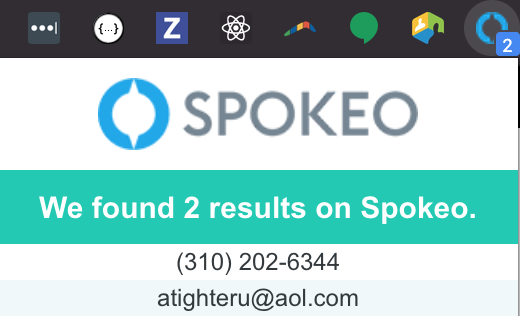 •••|
{...}
Z
2
SPOKEO
We found 2 results on Spokeo.
(310) 202-6344
atighteru@aol.com